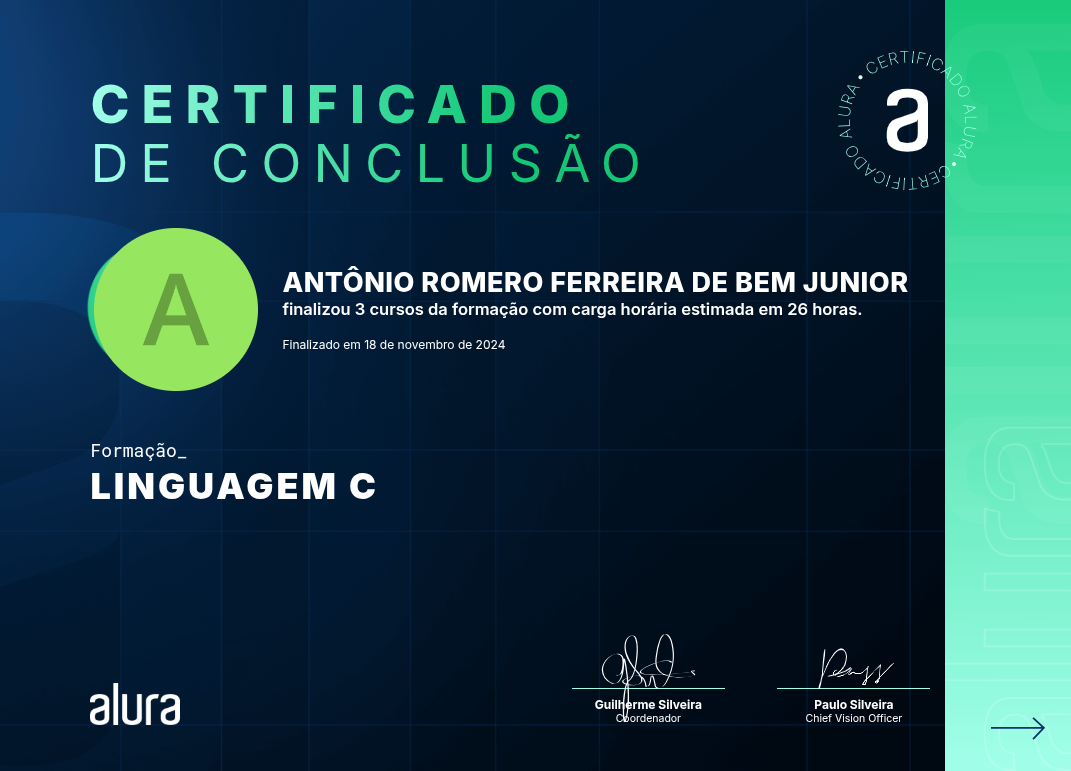 CERTIFICADO
DE CONCLUSÃO
CERTIFICADO ALURA • CERTIFICADO ALURA •
a
A
ANTÔNIO ROMERO FERREIRA DE BEM JUNIOR
finalizou 3 cursos da formação com carga horária estimada em 26 horas.
Finalizado em 18 de novembro de 2024
Formação_
LINGUAGEM C
alura
Guilherme Silveira
Coordenador
Paulo Silveira
Chief Vision Officer
alura